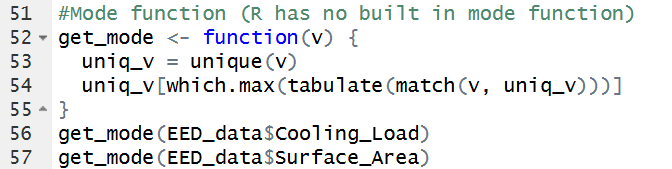 51 #Mode function (R has no built in mode function)
52 get_mode <- function(v) {
53   uniq_v = unique(v)
54   uniq_v[which.max(tabulate(match(v, uniq_v)))]
55 }
56 get_mode(EED_data$Cooling_Load)
57 get_mode(EED_data$Surface_Area)